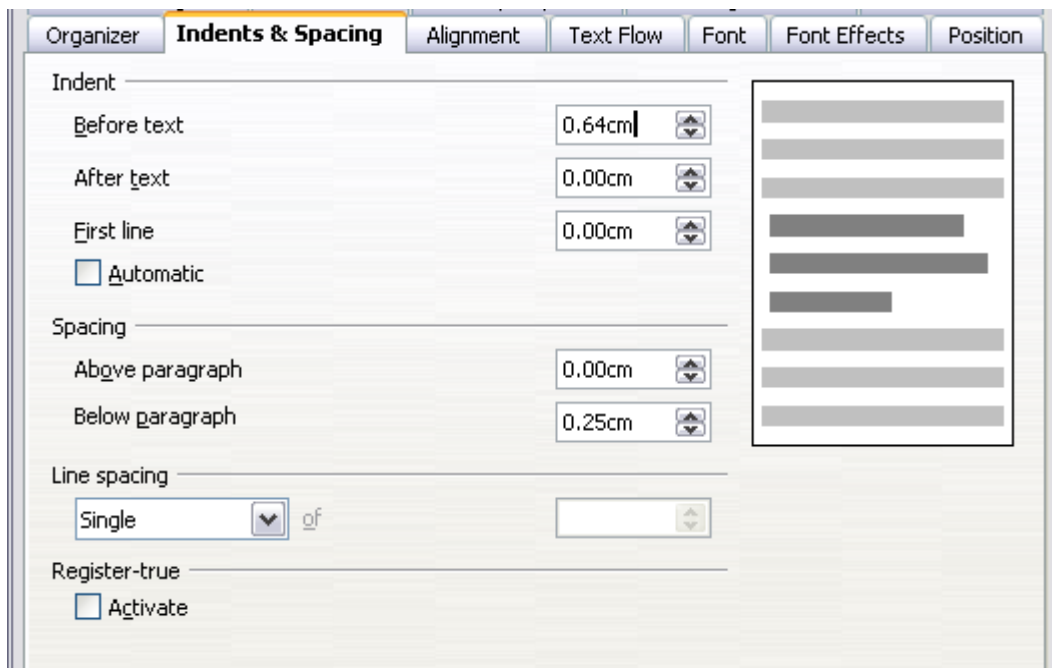 Organizer Indents & Spacing Alignment Text Flow Font Font Effects Position
Indent
Before text 0.64cm
After text 0.00cm
First line 0.00cm
Automatic
Spacing
Above paragraph 0.00cm
Below paragraph 0.25cm
Line spacing
Single of
Register-true
Activate